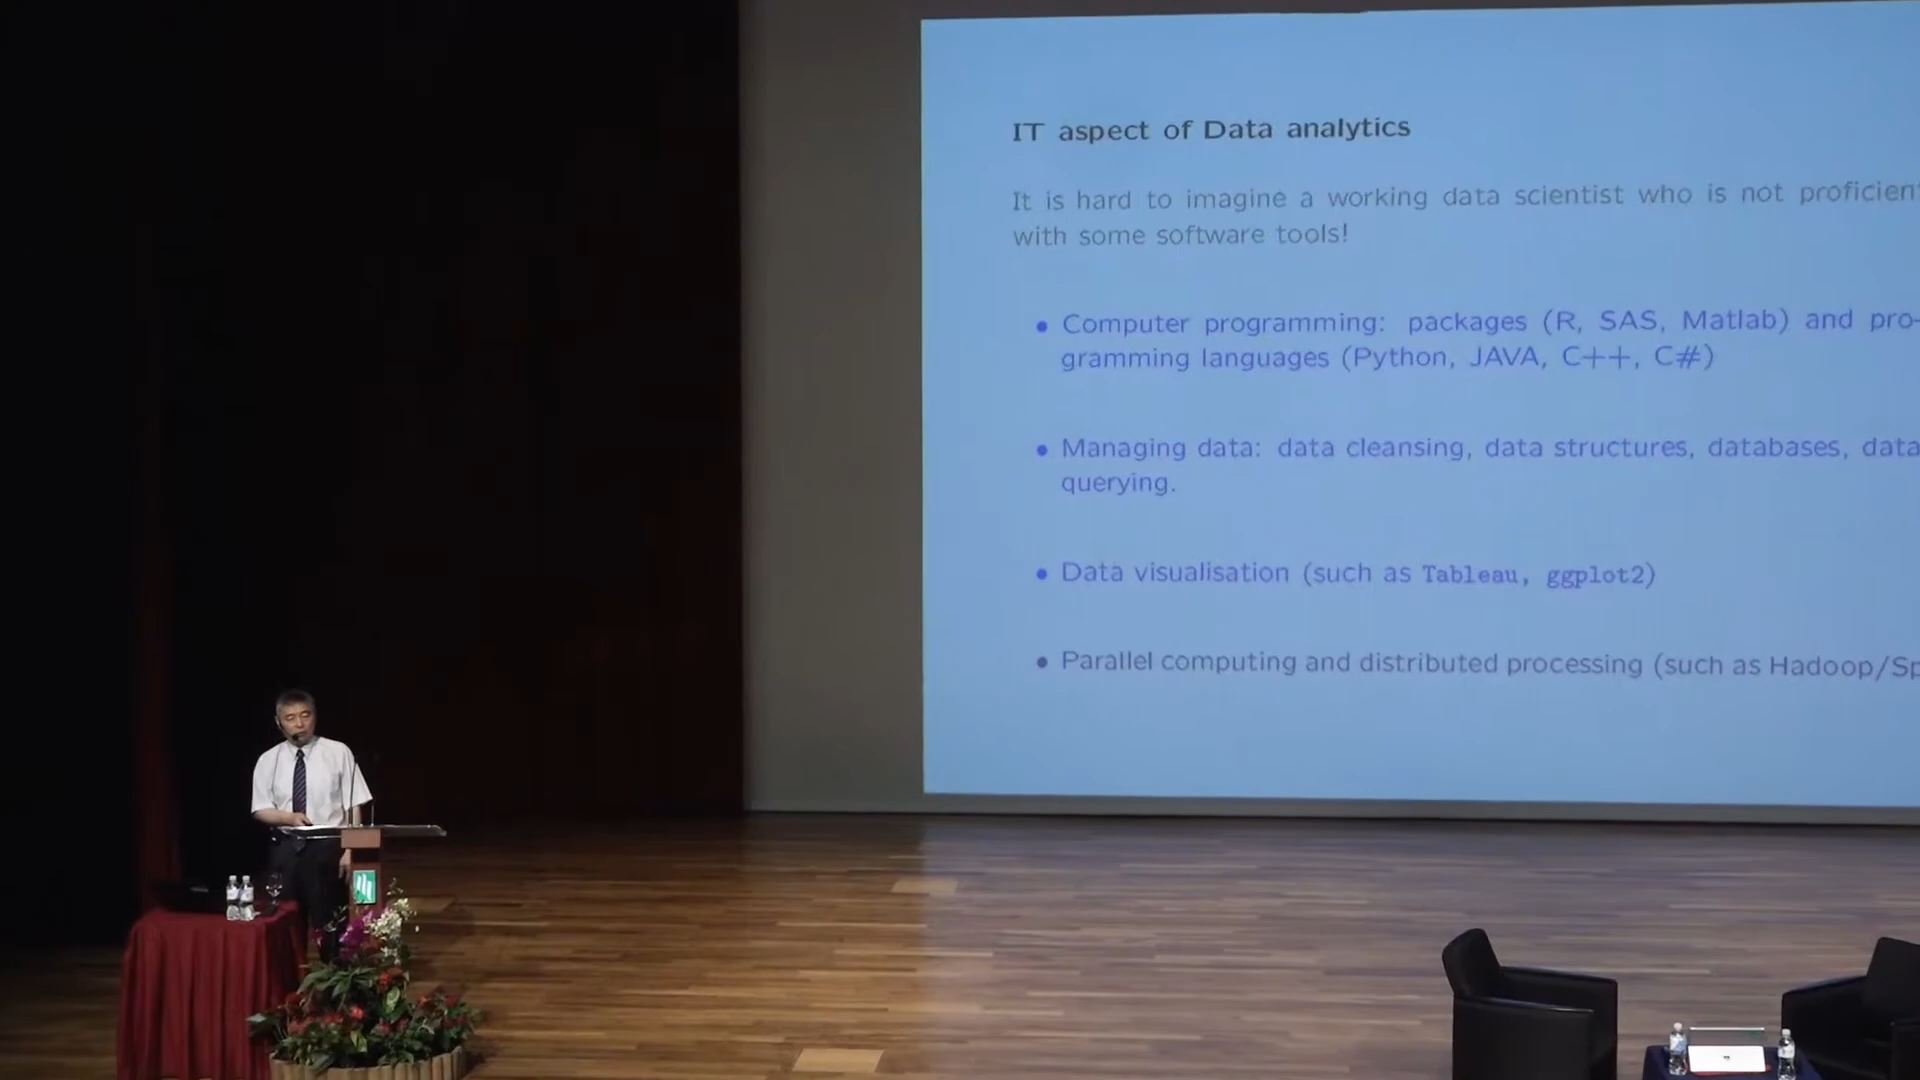 IT aspect of Data analytics
It is hard to imagine a working data scientist who is not proficient
with some software tools!
• Computer programming: packages (R, SAS, Matlab) and pro-
gramming languages (Python, JAVA, C++, C#)
• Managing data: data cleansing, data structures, databases, data
querying.
• Data visualisation (such as Tableau, ggplot2)
• Parallel computing and distributed processing (such as Hadoop/Sp